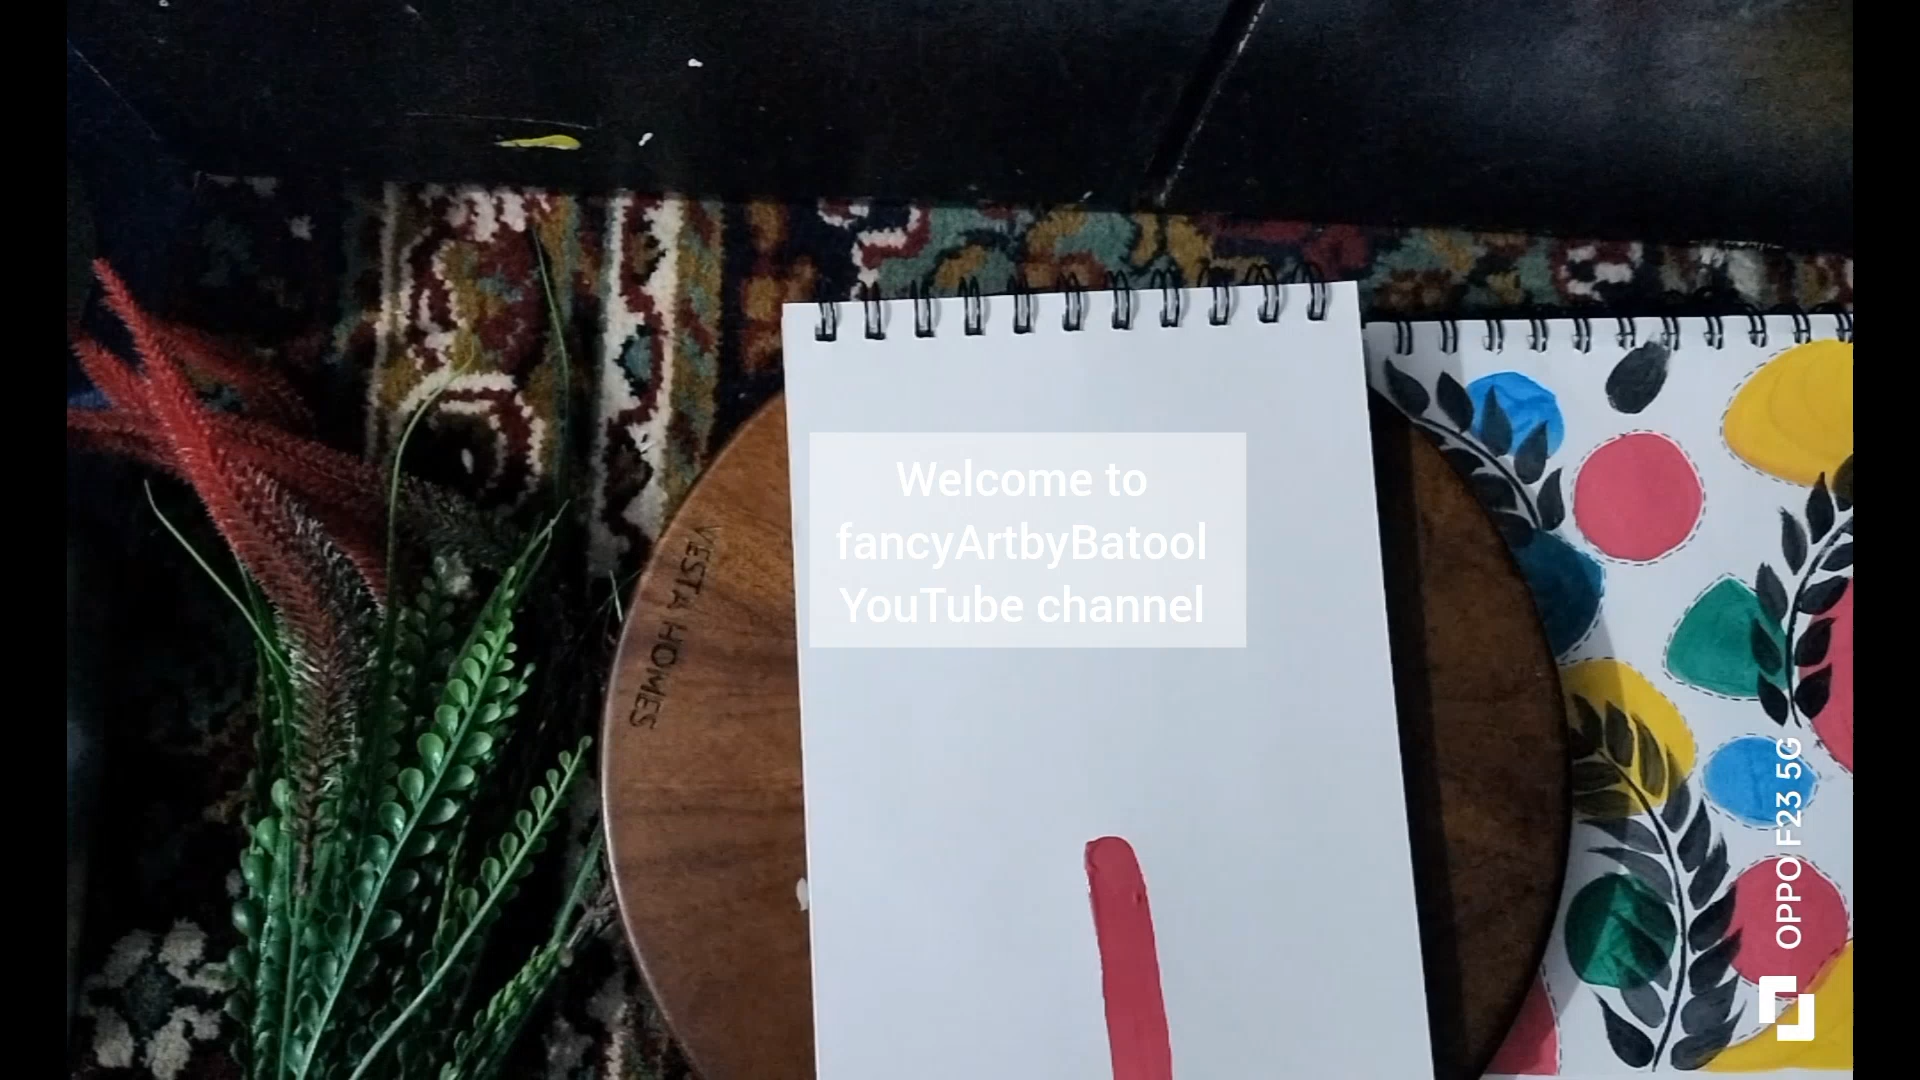 Welcome to
fancyArtbyBatool
YouTube channel
VESTA HOMES
OPPO F23 5G